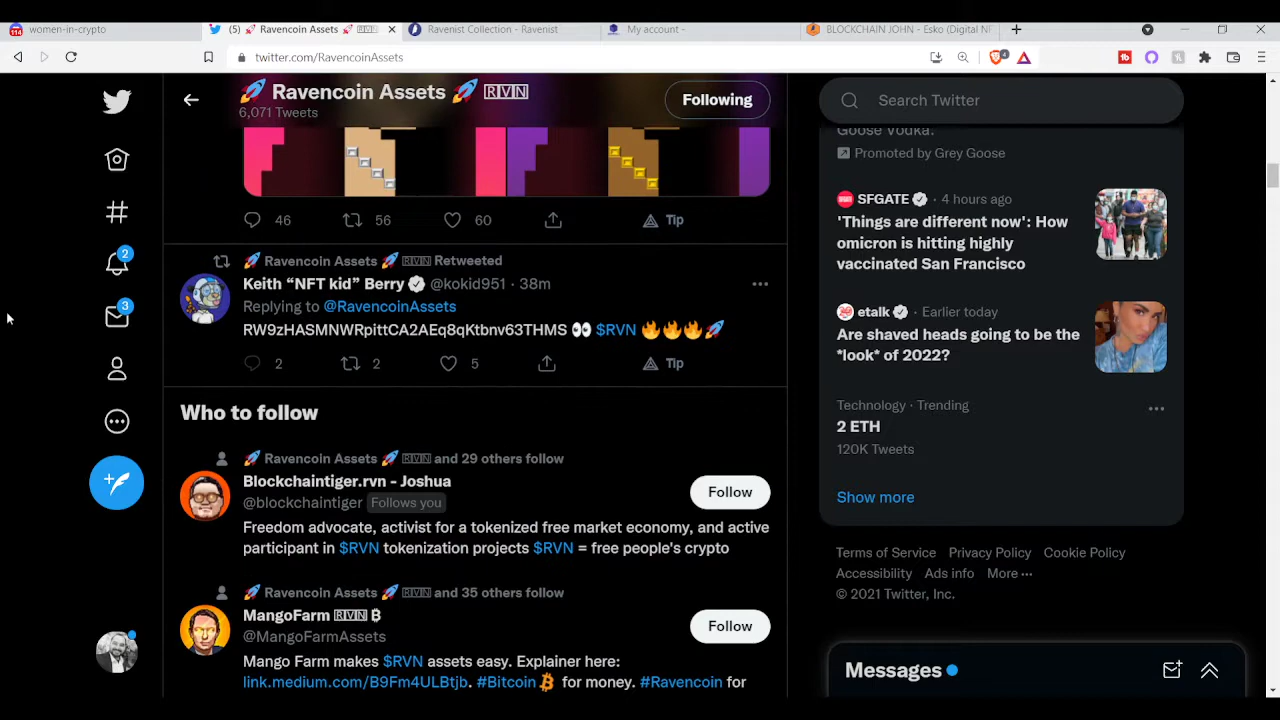 114
women-in-crypto
(5) 🚀 Ravencoin Assets 🚀 🆁🆅🅽
Ravenist Collection - Ravenist
My account -
BLOCKCHAIN JOHN - Esko (Digital N
twitter.com/RavencoinAssets
4
🚀 Ravencoin Assets 🚀 🆁🆅🅽
6,071 Tweets
Following
46
56
60
Tip
🚀 Ravencoin Assets 🚀 🆁🆅🅽 Retweeted
Keith “NFT kid” Berry @kokid951 · 38m
Replying to @RavencoinAssets
RW9zHASMNWRpittCA2AEq8qKtbnv63THMS 👀 $RVN 🔥🔥🔥🚀
2
2
5
Tip
Who to follow
🚀 Ravencoin Assets 🚀 🆁🆅🅽 and 29 others follow
Blockchaintiger.rvn - Joshua
@blockchaintiger Follows you
Follow
Freedom advocate, activist for a tokenized free market economy, and active
participant in $RVN tokenization projects $RVN = free people's crypto
🚀 Ravencoin Assets 🚀 🆁🆅🅽 and 35 others follow
MangoFarm 🆁🆅🅽 ₿
@MangoFarmAssets
Follow
Mango Farm makes $RVN assets easy. Explainer here:
link.medium.com/B9Fm4ULBtjb. #Bitcoin for money. #Ravencoin for
2
3
Search Twitter
Goose Vodka.
Promoted by Grey Goose
SFGATE · 4 hours ago
'Things are different now': How
omicron is hitting highly
vaccinated San Francisco
etalk · Earlier today
Are shaved heads going to be the
*look* of 2022?
Technology · Trending
2 ETH
120K Tweets
Show more
Terms of Service Privacy Policy Cookie Policy
Accessibility Ads info More ···
© 2021 Twitter, Inc.
Messages